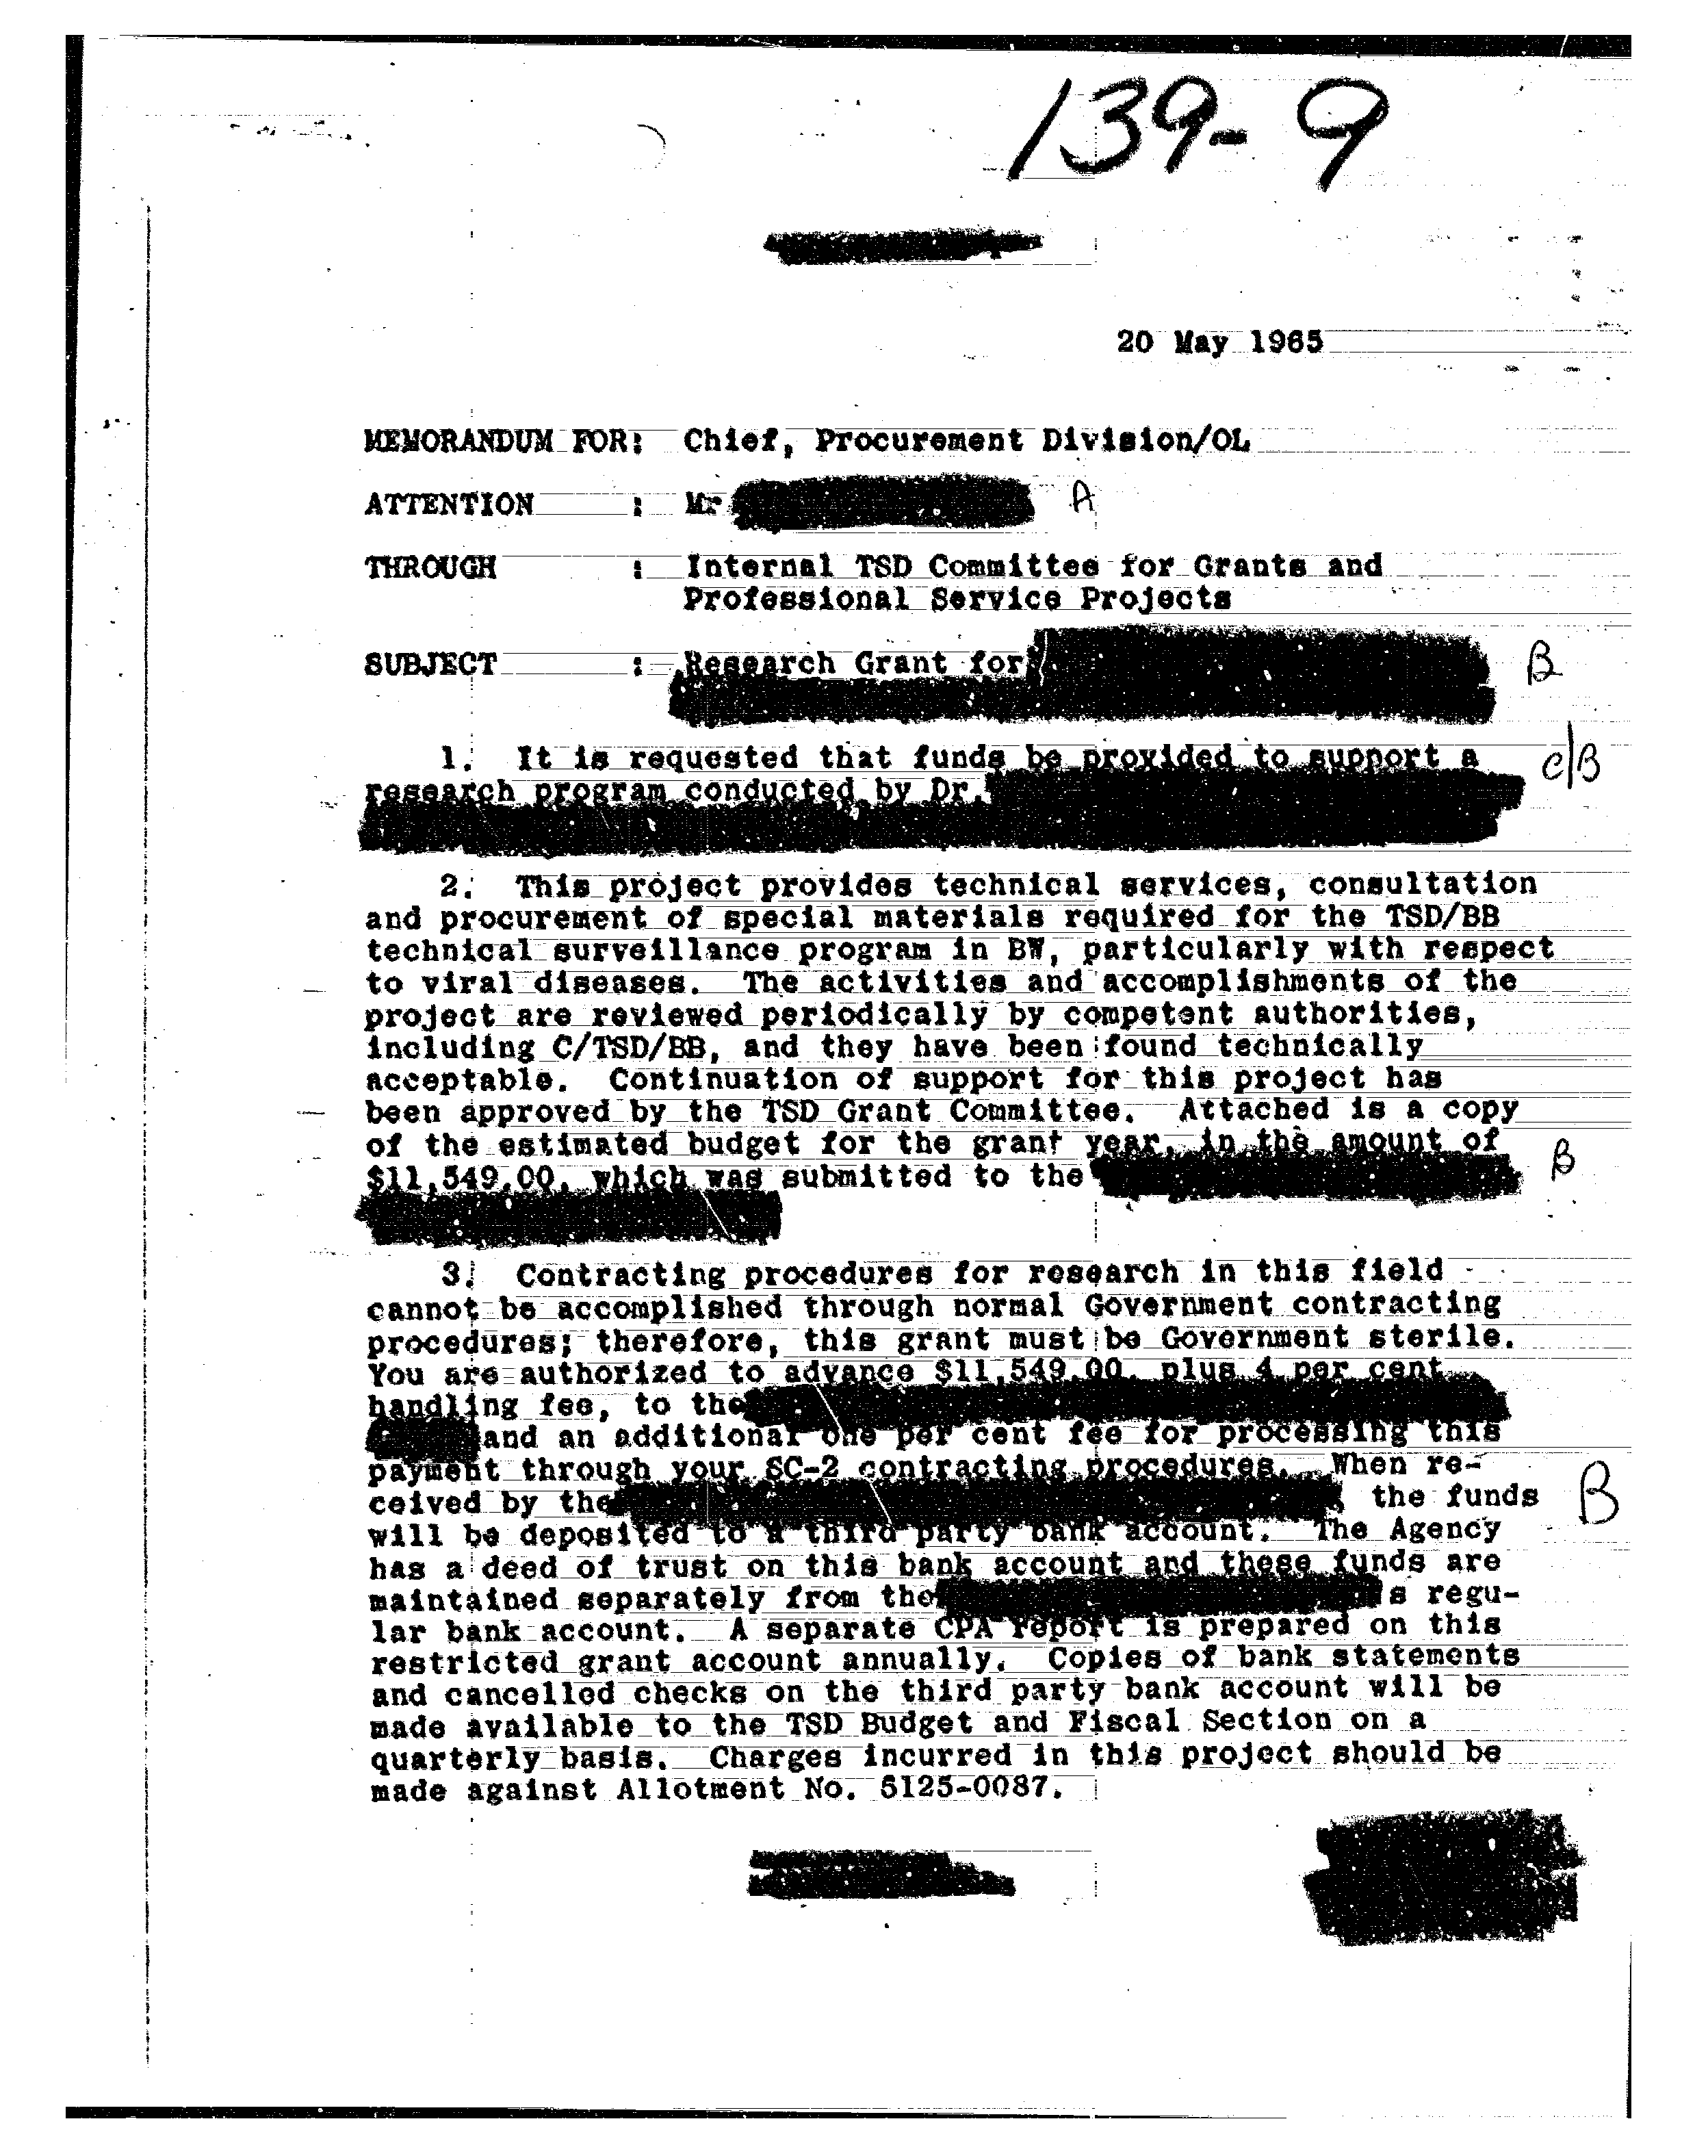 139-9
20 May 1965
MEMORANDUM FOR: Chief, Procurement Division/OL
ATTENTION : Mr A
THROUGH : Internal TSD Committee for Grants and
Professional Service Projects
SUBJECT : Research Grant for B
1. It is requested that funds be provided to support a C/B
research program conducted by Dr.
2. This project provides technical services, consultation
and procurement of special materials required for the TSD/BB
technical surveillance program in BW, particularly with respect
to viral diseases. The activities and accomplishments of the
project are reviewed periodically by competent authorities,
including C/TSD/BB, and they have been found technically
acceptable. Continuation of support for this project has
been approved by the TSD Grant Committee. Attached is a copy
of the estimated budget for the grant year, in the amount of
$11,549.00, which was submitted to the B
3. Contracting procedures for research in this field
cannot be accomplished through normal Government contracting
procedures; therefore, this grant must be Government sterile.
You are authorized to advance $11,549.00, plus 4 per cent
handling fee, to the
and an additional one per cent fee for processing this
payment through your SC-2 contracting procedures. When re-
ceived by the the funds B
will be deposited to a third party bank account. The Agency
has a deed of trust on this bank account and these funds are
maintained separately from the s regu-
lar bank account. A separate CPA report is prepared on this
restricted grant account annually. Copies of bank statements
and cancelled checks on the third party bank account will be
made available to the TSD Budget and Fiscal Section on a
quarterly basis. Charges incurred in this project should be
made against Allotment No. 5125-0087.